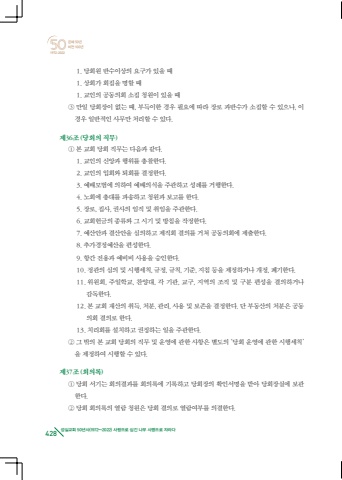 50
1. 당회원 반수이상의 요구가 있을 때
1. 상회가 회집을 명할 때
1. 교인의 공동의회 소집 청원이 있을 때
③ 만일 당회장이 없는 때, 부득이한 경우 필요에 따라 장로 과반수가 소집할 수 있으나, 이
경우 일반적인 사무만 처리할 수 있다.
제36조 (당회의 직무)
① 본 교회 당회 직무는 다음과 같다.
1. 교인의 신앙과 행위를 총찰한다.
2. 교인의 입회와 퇴회를 결정한다.
3. 예배모범에 의하여 예배의식을 주관하고 성례를 거행한다.
4. 노회에 총대를 파송하고 청원과 보고를 한다.
5. 장로, 집사, 권사의 임직 및 취임을 주관한다.
6. 교회헌금의 종류와 그 시기 및 방침을 작정한다.
7. 예산안과 결산안을 심의하고 제직회 결의를 거쳐 공동의회에 제출한다.
8. 추가경정예산을 편성한다.
9. 항간 전용과 예비비 사용을 승인한다.
10. 정관의 심의 및 시행세칙, 규정, 규칙, 기준, 지침 등을 제정하거나 개정, 폐기한다.
11. 위원회, 주일학교, 찬양대, 각 기관, 교구, 지역의 조직 및 구분 편성을 결의하거나
감독한다.
12. 본 교회 재산의 취득, 처분, 관리, 사용 및 보존을 결정한다. 단 부동산의 처분은 공동
의회 결의로 한다.
13. 치리회를 설치하고 권징하는 일을 주관한다.
② 그 밖의 본 교회 당회의 직무 및 운영에 관한 사항은 별도의 '당회 운영에 관한 시행세칙'
을 제정하여 시행할 수 있다.
제37조 (회의록)
① 당회 서기는 회의결과를 회의록에 기록하고 당회장의 확인서명을 받아 당회장실에 보관
한다.
② 당회 회의록의 열람 청원은 당회 결의로 열람여부를 의결한다.
428